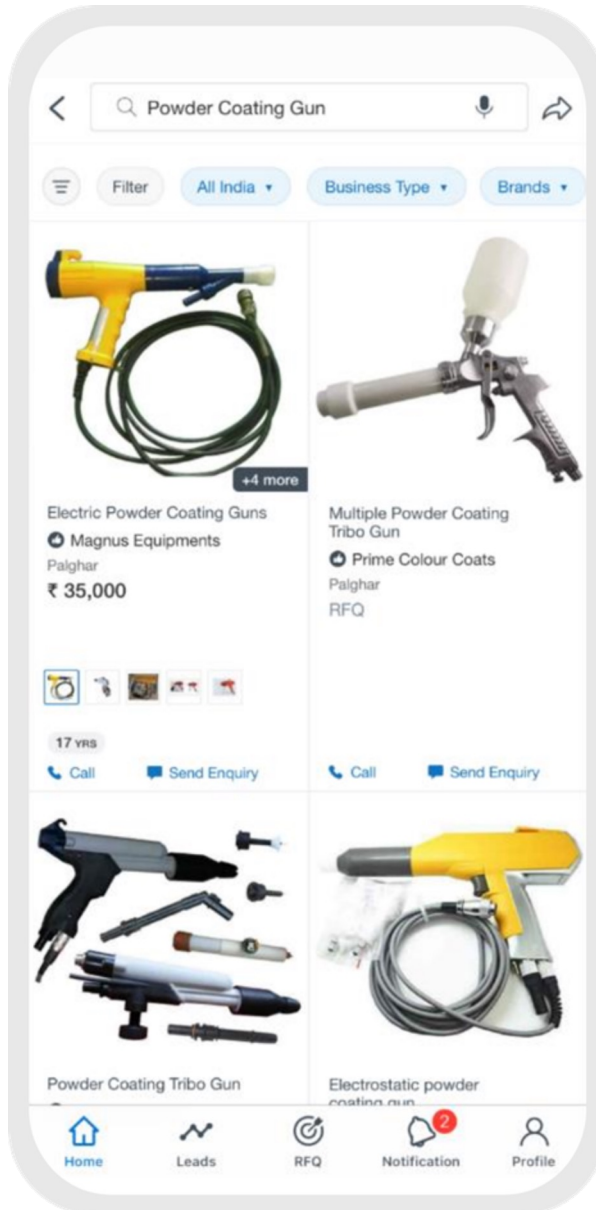 Powder Coating Gun
Filter
All India
Business Type
Brands
+4 more
Electric Powder Coating Guns
Magnus Equipments
Palghar
₹ 35,000
17 YRS
Call
Send Enquiry
Multiple Powder Coating
Tribo Gun
Prime Colour Coats
Palghar
RFQ
Call
Send Enquiry
Powder Coating Tribo Gun
Electrostatic powder
coating gun
Home
Leads
RFQ
2
Notification
Profile